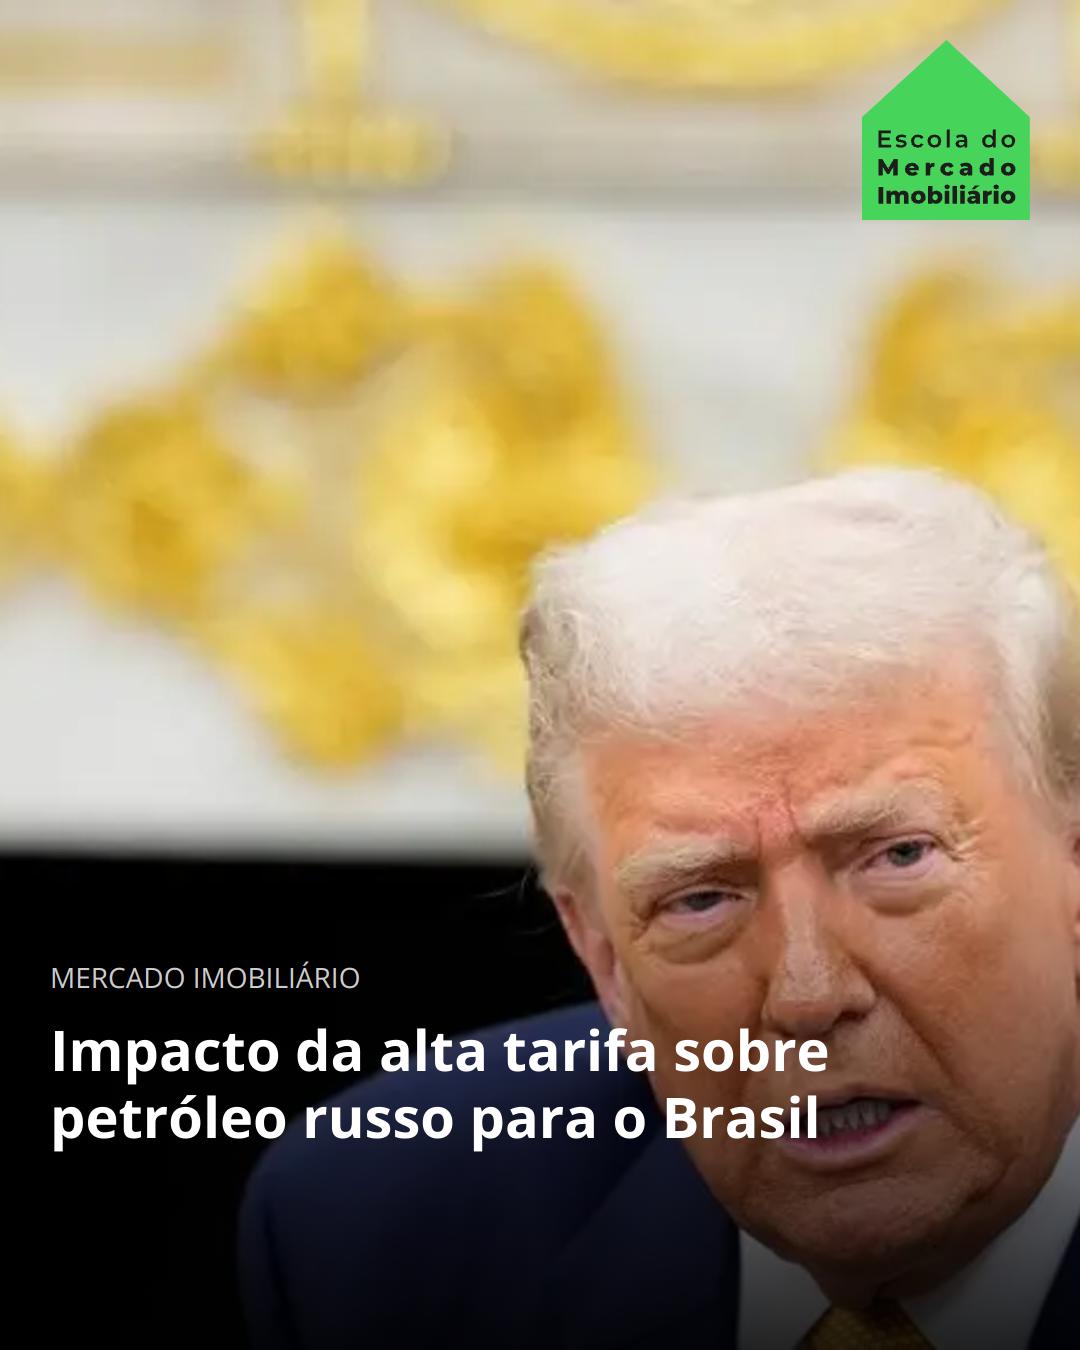 Escola do
Mercado
Imobiliário
MERCADO IMOBILIÁRIO
Impacto da alta tarifa sobre
petróleo russo para o Brasil